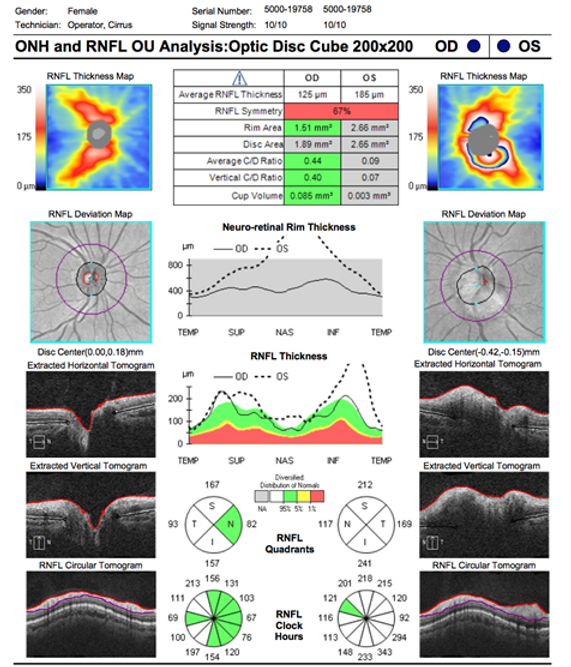 Gender: Female Serial Number: 5000-19758 5000-19758
Technician: Operator, Cirrus Signal Strength: 10/10 10/10
ONH and RNFL OU Analysis:Optic Disc Cube 200x200 OD OS
RNFL Thickness Map
350
175
0 µm
OD OS
Average RNFL Thickness 125 µm 185 µm
RNFL Symmetry 67%
Rim Area 1.51 mm² 2.66 mm²
Disc Area 1.89 mm² 2.65 mm²
Average C/D Ratio 0.44 0.09
Vertical C/D Ratio 0.40 0.07
Cup Volume 0.085 mm³ 0.003 mm³
RNFL Thickness Map
350
175
0 µm
RNFL Deviation Map
Disc Center(0.00,0.18)mm
Neuro-retinal Rim Thickness
µm OD OS
800
400
0
TEMP SUP NAS INF TEMP
RNFL Deviation Map
Disc Center(-0.42,-0.15)mm
Extracted Horizontal Tomogram
T N
RNFL Thickness
µm OD OS
200
100
0
TEMP SUP NAS INF TEMP
Extracted Horizontal Tomogram
N T
Extracted Vertical Tomogram
T N
Diversified
Distribution of Normals
NA 95% 5% 1%
167
93 S T N I 82
157
RNFL
Quadrants
212
117 S N T I 169
241
Extracted Vertical Tomogram
N T
RNFL Circular Tomogram
156
213 131
111 103
69 67
100 76
197 120
154
RNFL
Clock
Hours
218
201 215
121 120
116 92
113 294
148 343
233
RNFL Circular Tomogram